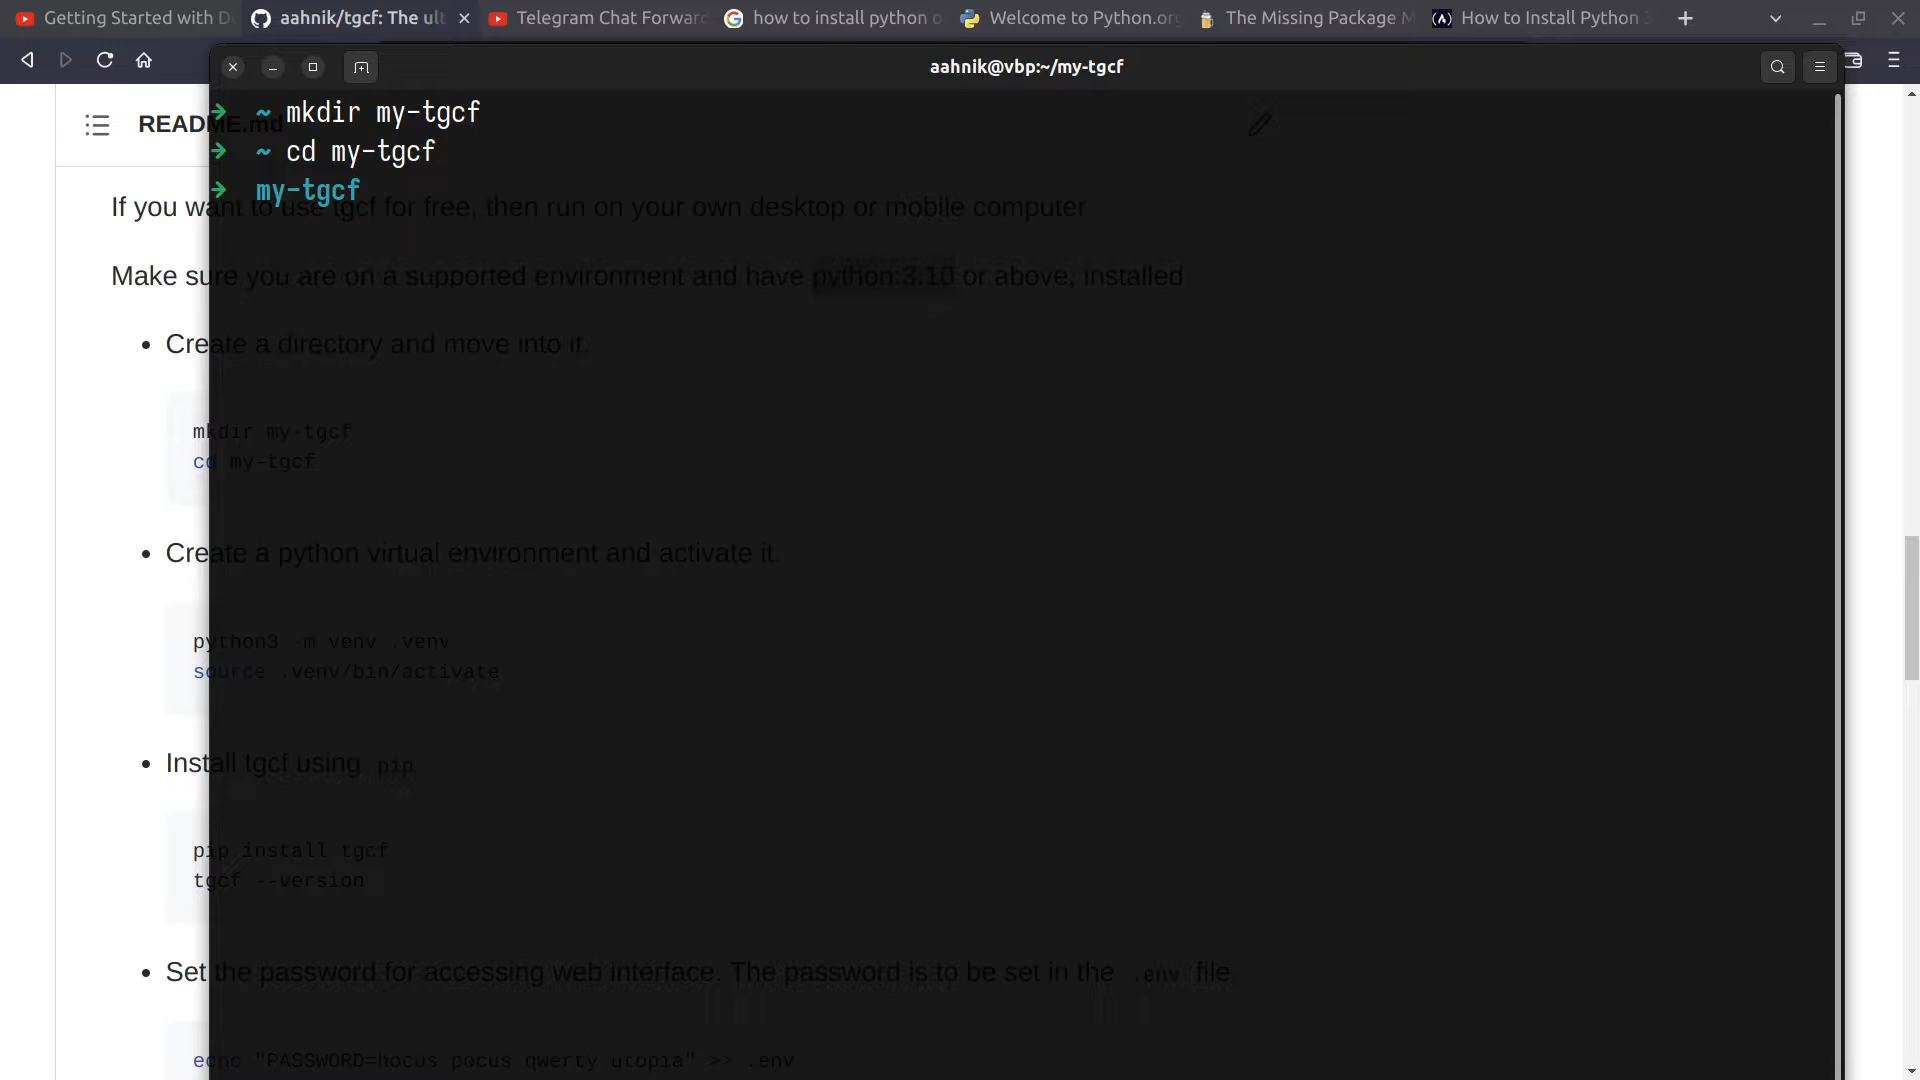 Getting Started with D
aahnik/tgcf: The ult
Telegram Chat Forward
how to install python o
Welcome to Python.org
The Missing Package M
How to Install Python 3
aahnik@vbp:~/my-tgcf
➜ ~ mkdir my-tgcf
➜ ~ cd my-tgcf
➜ my-tgcf
README.md
If you want to use tgcf for free, then run on your own desktop or mobile computer
Make sure you are on a supported environment and have python:3.10 or above, installed
• Create a directory and move into it.
mkdir my-tgcf
cd my-tgcf
• Create a python virtual environment and activate it.
python3 -m venv .venv
source .venv/bin/activate
• Install tgcf using pip
pip install tgcf
tgcf --version
• Set the password for accessing web interface. The password is to be set in the .env file.
echo "PASSWORD=hocus pocus qwerty utopia" >> .env